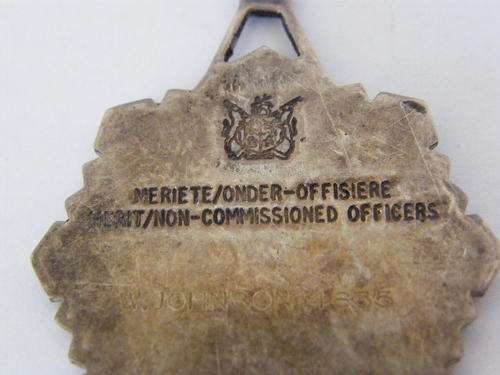 MERIETE/ONDER-OFFISIERE
MERIT/NON-COMMISSIONED OFFICERS